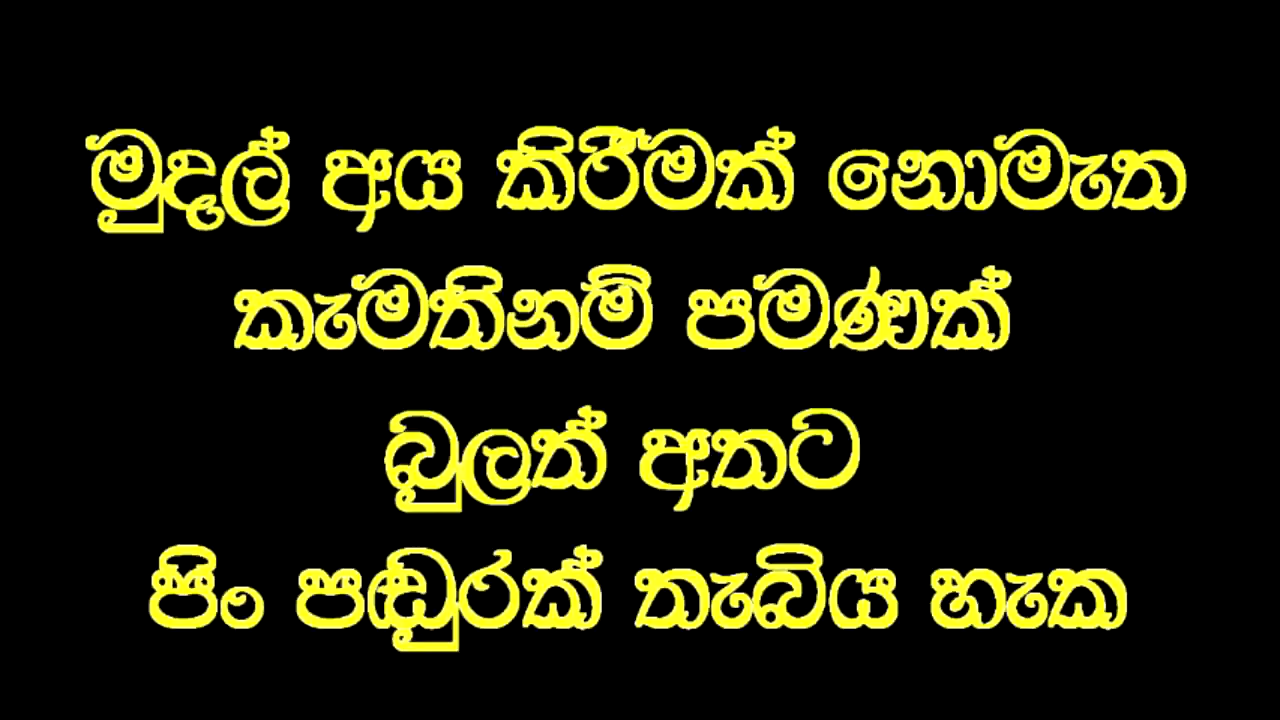 මුදල් අය කිරීමක් නොමැත
කැමතිනම් පමණක්
බුලත් අතට
පිං පඬුරක් තැබිය හැක